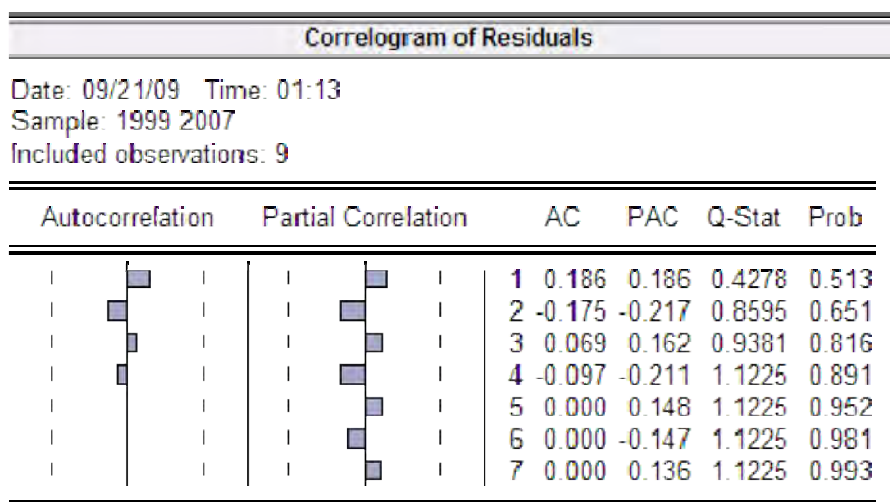 Correlogram of Residuals
Date: 09/21/09 Time: 01:13
Sample: 1999 2007
Included observations: 9
Autocorrelation Partial Correlation AC PAC Q-Stat Prob
1 0.186 0.186 0.4278 0.513
2 -0.175 -0.217 0.8595 0.651
3 0.069 0.162 0.9381 0.816
4 -0.097 -0.211 1.1225 0.891
5 0.000 0.148 1.1225 0.952
6 0.000 -0.147 1.1225 0.981
7 0.000 0.136 1.1225 0.993